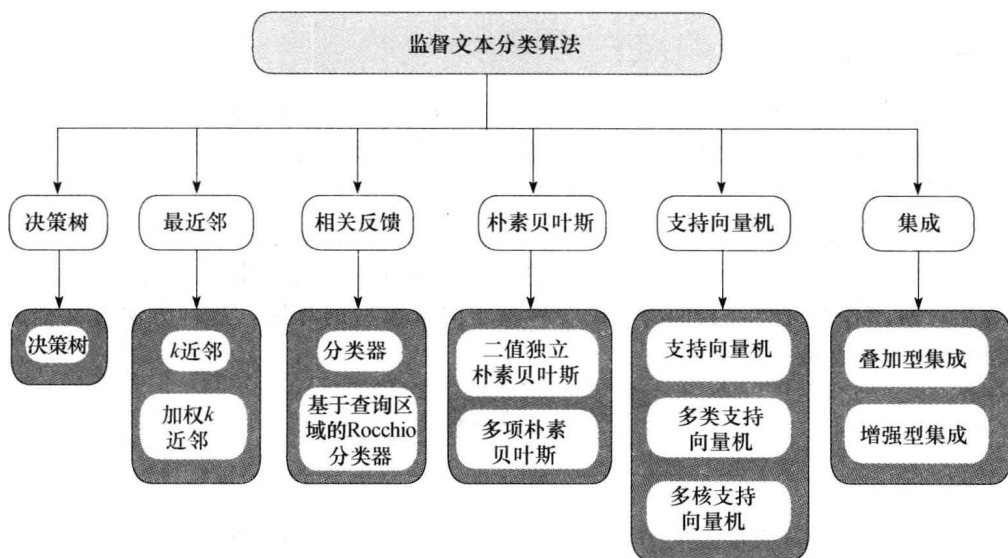 监督文本分类算法
决策树
最近邻
相关反馈
朴素贝叶斯
支持向量机
集成
决策树
k近邻
加权k
近邻
分类器
基于查询区
域的Rocchio
分类器
二值独立
朴素贝叶斯
多项朴素
贝叶斯
支持向量机
多类支持
向量机
多核支持
向量机
叠加型集成
增强型集成